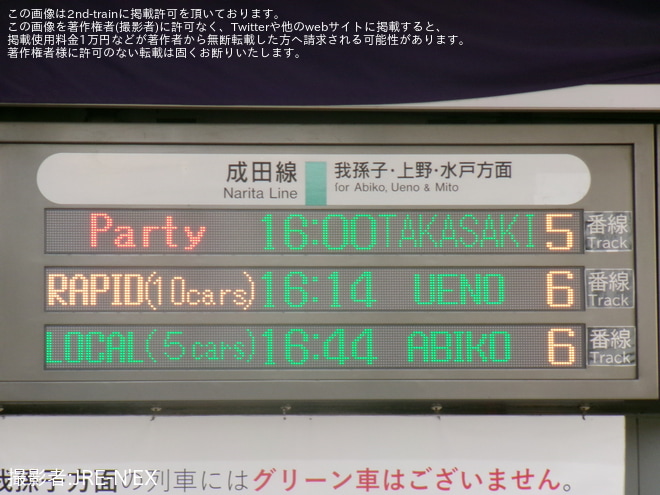 この画像は2nd-trainに掲載許可を頂いております。
この画像を著作権者(撮影者)に許可なく、Twitterや他のwebサイトに掲載すると、
掲載使用料金1万円などが著作者から無断転載した方へ請求される可能性があります。
著作権者様に許可のない転載は固くお断りいたします。
成田線 我孫子・上野・水戸方面
Narita Line for Abiko, Ueno & Mito
Party 16:00 TAKASAKI 5 番線 Track
RAPID(10cars) 16:14 UENO 6 番線 Track
LOCAL(5cars) 16:44 ABIKO 6 番線 Track
我孫子方面の列車にはグリーン車はございません。
撮影者:JRE NEX